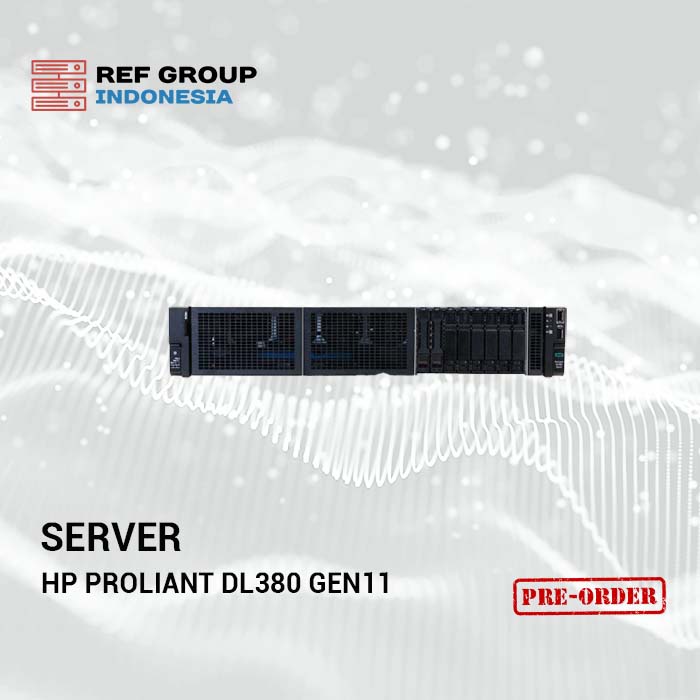 REF GROUP
INDONESIA
SERVER
HP PROLIANT DL380 GEN11
PRE-ORDER